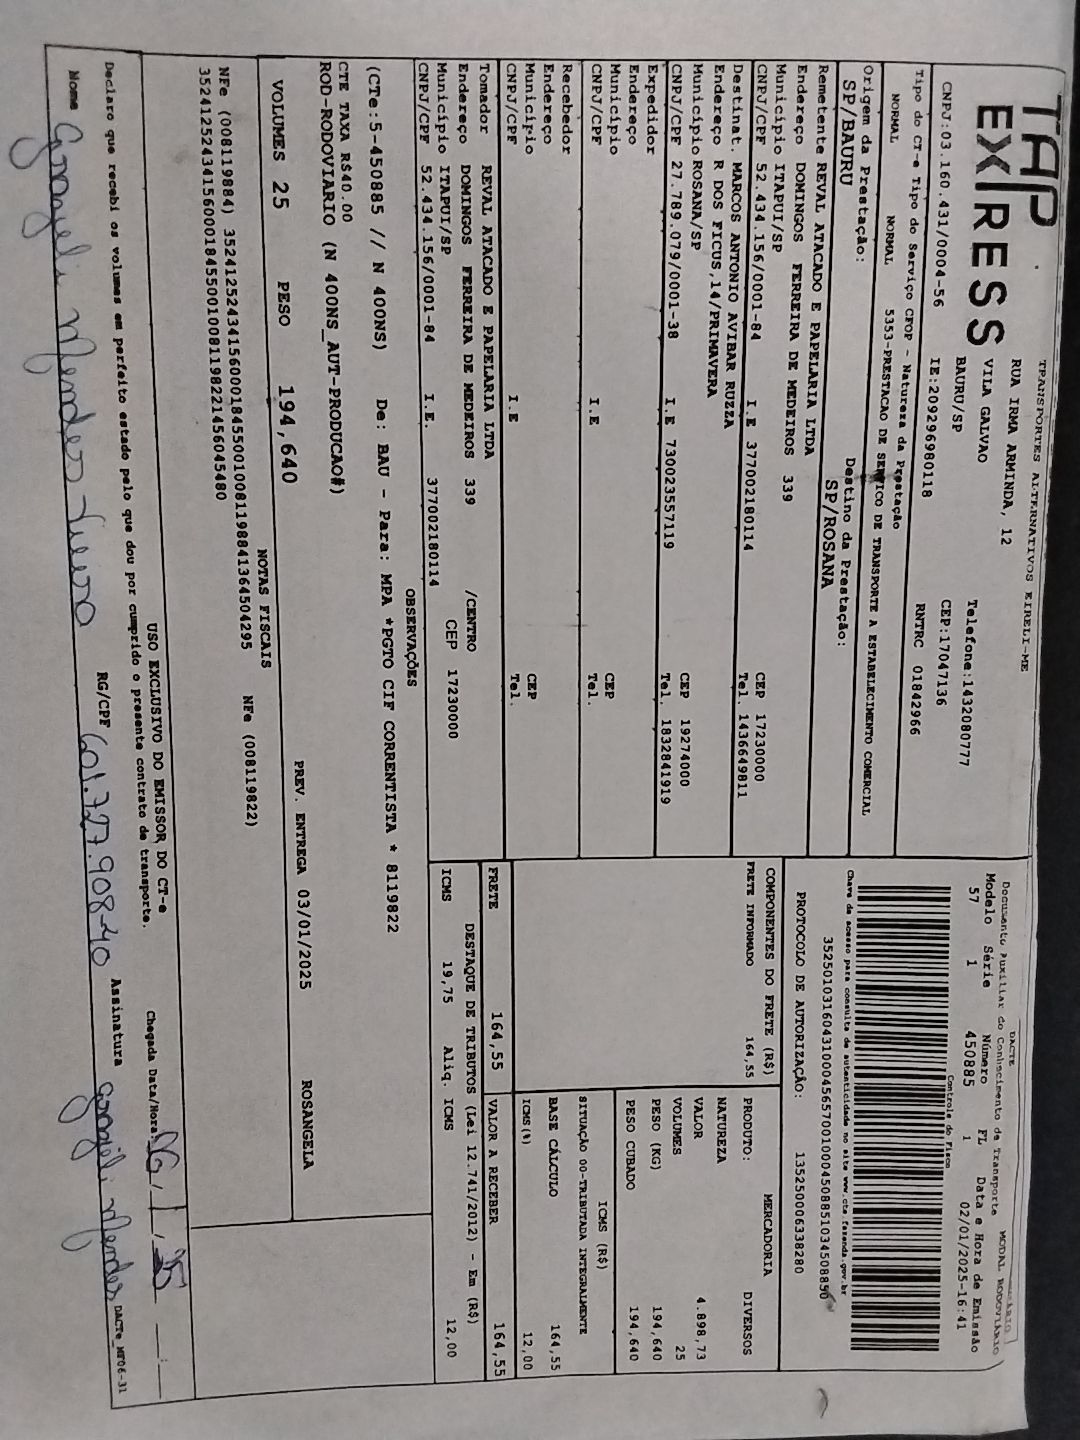 TRANSPORTES ALTERNATIVOS EIRELI-ME
TAP EXPRESS
RUA IRMA ARMINDA, 12
VILA GALVAO
BAURU/SP
Telefone:1432080777
CEP:17047136
CNPJ:03.160.431/0004-56 IE:209296980118 RNTRC 01842966
DACTE
Documento Auxiliar do Conhecimento de Transporte MODAL RODOVIÁRIO
Modelo Série Número FL Data e Hora de Emissão
57 1 450885 1 02/01/2025-16:41
Controle do Fisco
Tipo do CT-e Tipo do Serviço CFOP - Natureza da Prestação
NORMAL NORMAL 5353-PRESTACAO DE SERVICO DE TRANSPORTE A ESTABELECIMENTO COMERCIAL
Chave de acesso para consulta de autenticidade no site www.cte.fazenda.gov.br
Origem da Prestação: Destino da Prestação:
SP/BAURU SP/ROSANA
PROTOCOLO DE AUTORIZAÇÃO: 135250006338280
Remetente REVAL ATACADO E PAPELARIA LTDA
Endereço DOMINGOS FERREIRA DE MEDEIROS 339
Município ITAPUI/SP CEP 17230000
CNPJ/CPF 52.434.156/0001-84 I.E 377002180114 Tel. 1436649811
Destinat. MARCOS ANTONIO AVIBAR RUZZA
Endereço R DOS FICUS,14/PRIMAVERA
Município ROSANA/SP CEP 19274000
CNPJ/CPF 27.789.079/0001-38 I.E 730023557119 Tel. 1832841919
Expedidor
Endereço
Município CEP
CNPJ/CPF I.E Tel.
Recebedor
Endereço
Município CEP
CNPJ/CPF I.E Tel.
Tomador REVAL ATACADO E PAPELARIA LTDA
Endereço DOMINGOS FERREIRA DE MEDEIROS 339 /CENTRO
Município ITAPUI/SP CEP 17230000
CNPJ/CPF 52.434.156/0001-84 I.E. 377002180114
COMPONENTES DO FRETE (R$)
FRETE INFORMADO 164,55
PRODUTO: MERCADORIA DIVERSOS
NATUREZA
VALOR 4.898,73
VOLUMES 25
PESO (KG) 194,640
PESO CUBADO 194,640
ICMS (R$)
SITUAÇÃO 00-TRIBUTADA INTEGRALMENTE
BASE CÁLCULO 164,55
ICMS(%) 12,00
FRETE 164,55 VALOR A RECEBER 164,55
DESTAQUE DE TRIBUTOS (Lei 12.741/2012) - Em (R$)
ICMS 19,75 Aliq. ICMS 12,00
OBSERVAÇÕES
(CTe:5-450885 // N 400NS) De: BAU - Para: MPA *PGTO CIF CORRENTISTA * 8119822
CTE TAXA R$40.00
ROD-RODOVIARIO (N 400NS_AUT-PRODUCAO#)
VOLUMES 25 PESO 194,640 PREV. ENTREGA 03/01/2025 ROSANGELA
NOTAS FISCAIS
NFe (008119884) 35241252434156000184550010081198841364504295 NFe (008119822)
35241252434156000184550010081198221456045480
USO EXCLUSIVO DO EMISSOR DO CT-e
Declaro que recebi os volumes em perfeito estado pelo que dou por cumprido o presente contrato de transporte. Chegada Data/Hora:
Nome RG/CPF 601.727.908-40 Assinatura
DACTe_MF06-31